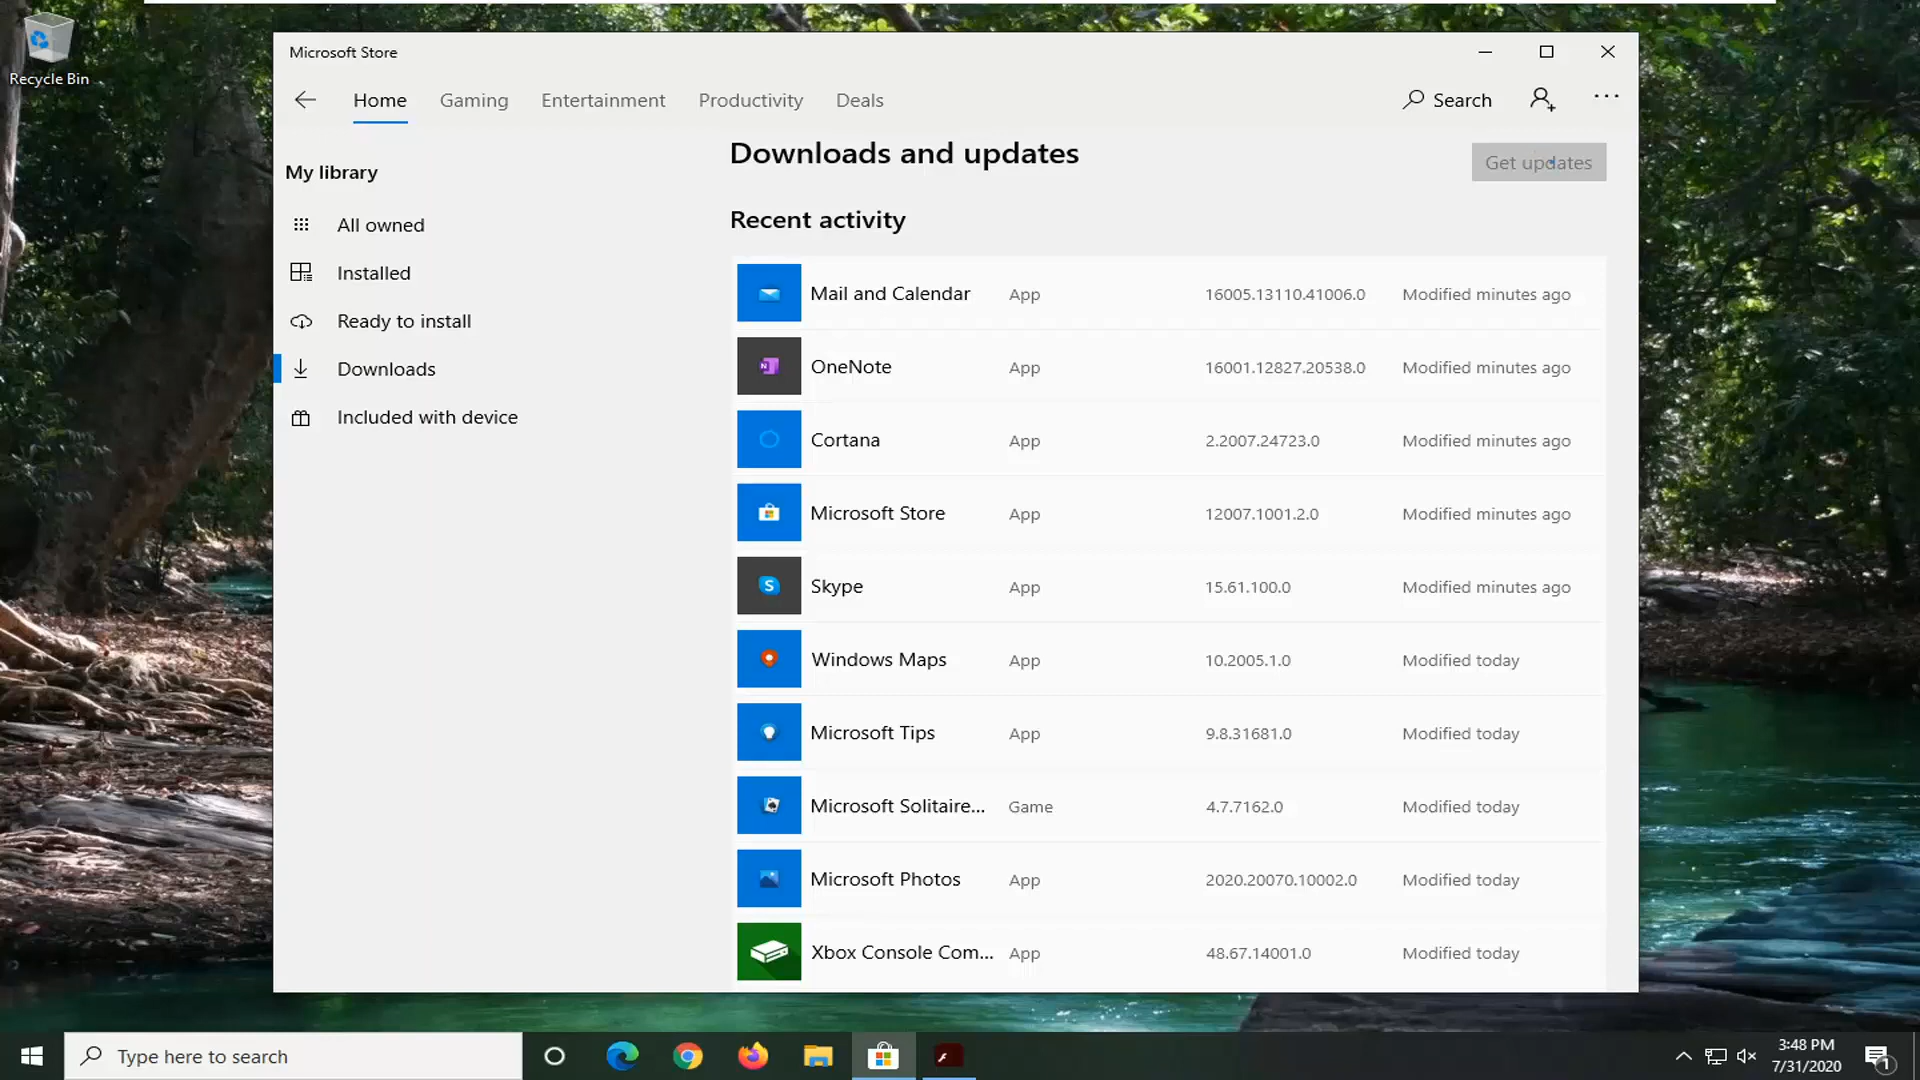 Recycle Bin
Microsoft Store
Home
Gaming
Entertainment
Productivity
Deals
Search
My library
All owned
Installed
Ready to install
Downloads
Included with device
Downloads and updates
Get updates
Recent activity
Mail and Calendar App 16005.13110.41006.0 Modified minutes ago
OneNote App 16001.12827.20538.0 Modified minutes ago
Cortana App 2.2007.24723.0 Modified minutes ago
Microsoft Store App 12007.1001.2.0 Modified minutes ago
Skype App 15.61.100.0 Modified minutes ago
Windows Maps App 10.2005.1.0 Modified today
Microsoft Tips App 9.8.31681.0 Modified today
Microsoft Solitaire... Game 4.7.7162.0 Modified today
Microsoft Photos App 2020.20070.10002.0 Modified today
Xbox Console Com... App 48.67.14001.0 Modified today
Type here to search
3:48 PM
7/31/2020
1